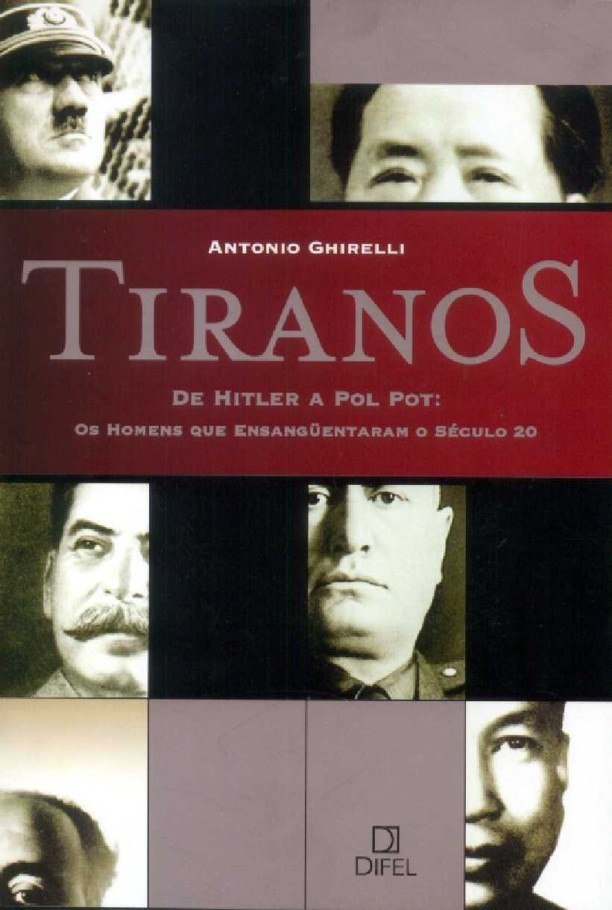 ANTONIO GHIRELLI
TIRANOS
DE HITLER A POL POT:
OS HOMENS QUE ENSANGÜENTARAM O SÉCULO 20
DIFEL